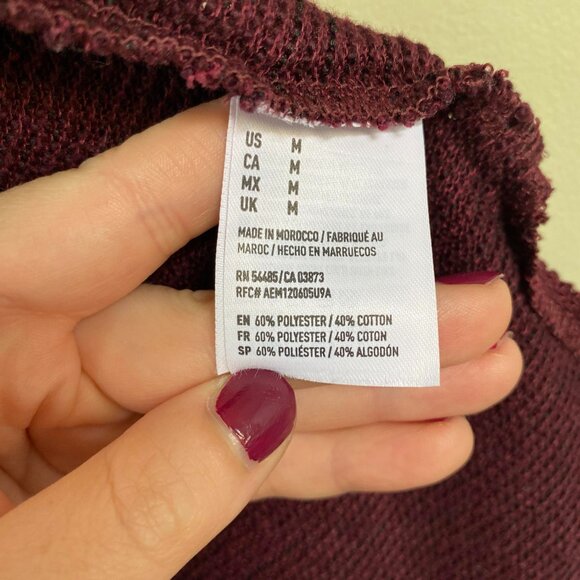 US M
CA M
MX M
UK M
MADE IN MOROCCO / FABRIQUÉ AU
MAROC / HECHO EN MARRUECOS
RN 56485/CA 03873
RFC# AEM120605U9A
EN 60% POLYESTER / 40% COTTON
FR 60% POLYESTER / 40% COTON
SP 60% POLIÉSTER / 40% ALGODÓN